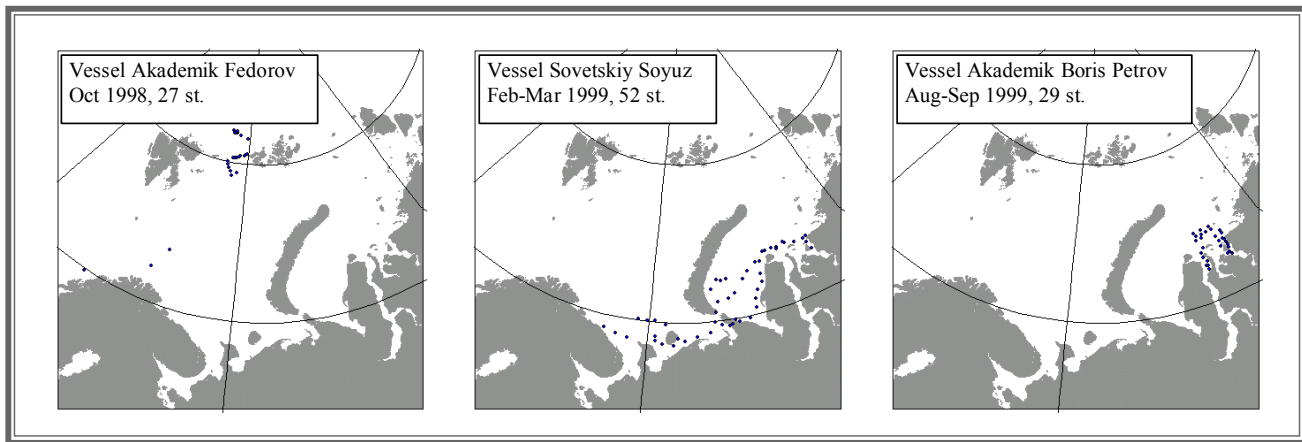 Vessel Akademik Fedorov
Oct 1998, 27 st.
Vessel Sovetskiy Soyuz
Feb-Mar 1999, 52 st.
Vessel Akademik Boris Petrov
Aug-Sep 1999, 29 st.